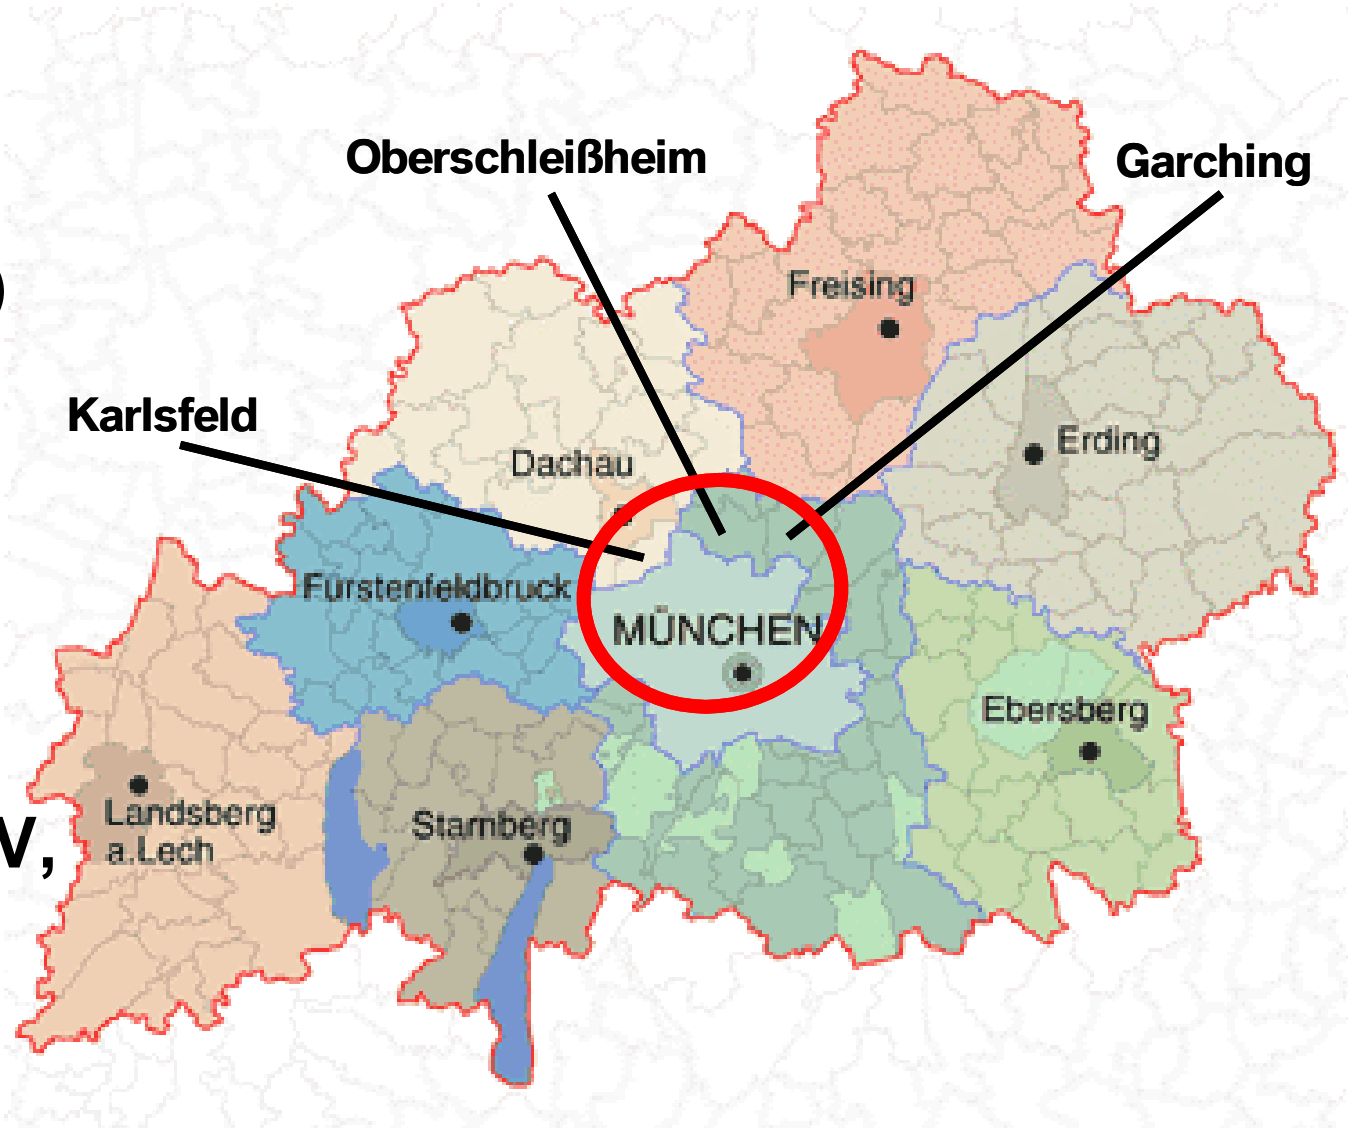 Oberschleißheim
Garching
Freising
)
Karlsfeld
Dachau
Erding
Fürstenfeldbruck
MÜNCHEN
Ebersberg
Landsberg
a.Lech
Starnberg
V,